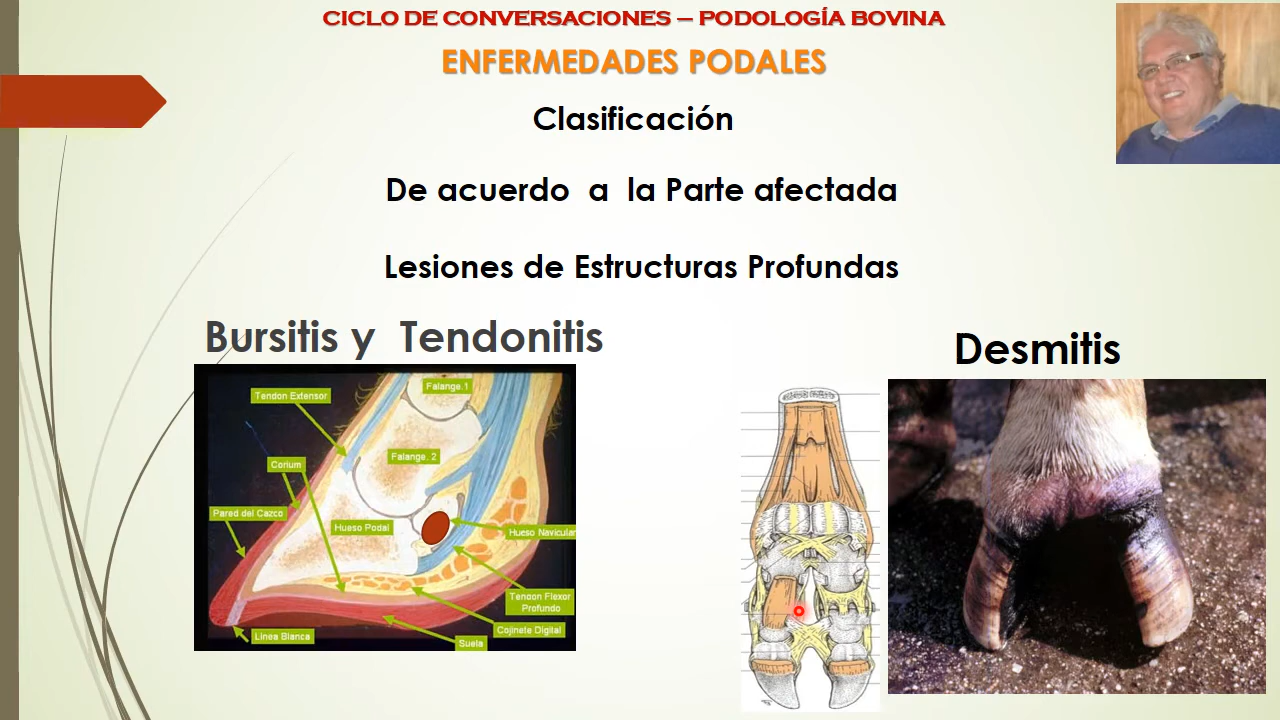 CICLO DE CONVERSACIONES – PODOLOGÍA BOVINA
ENFERMEDADES PODALES
Clasificación
De acuerdo a la Parte afectada
Lesiones de Estructuras Profundas
Bursitis y Tendonitis
Desmitis
Falange.1
Tendon Extensor
Falange. 2
Corium
Pared del Cazco
Hueso Podal
Hueso Navicular
Tendon Flexor
Profundo
Cojinete Digital
Linea Blanca
Suela